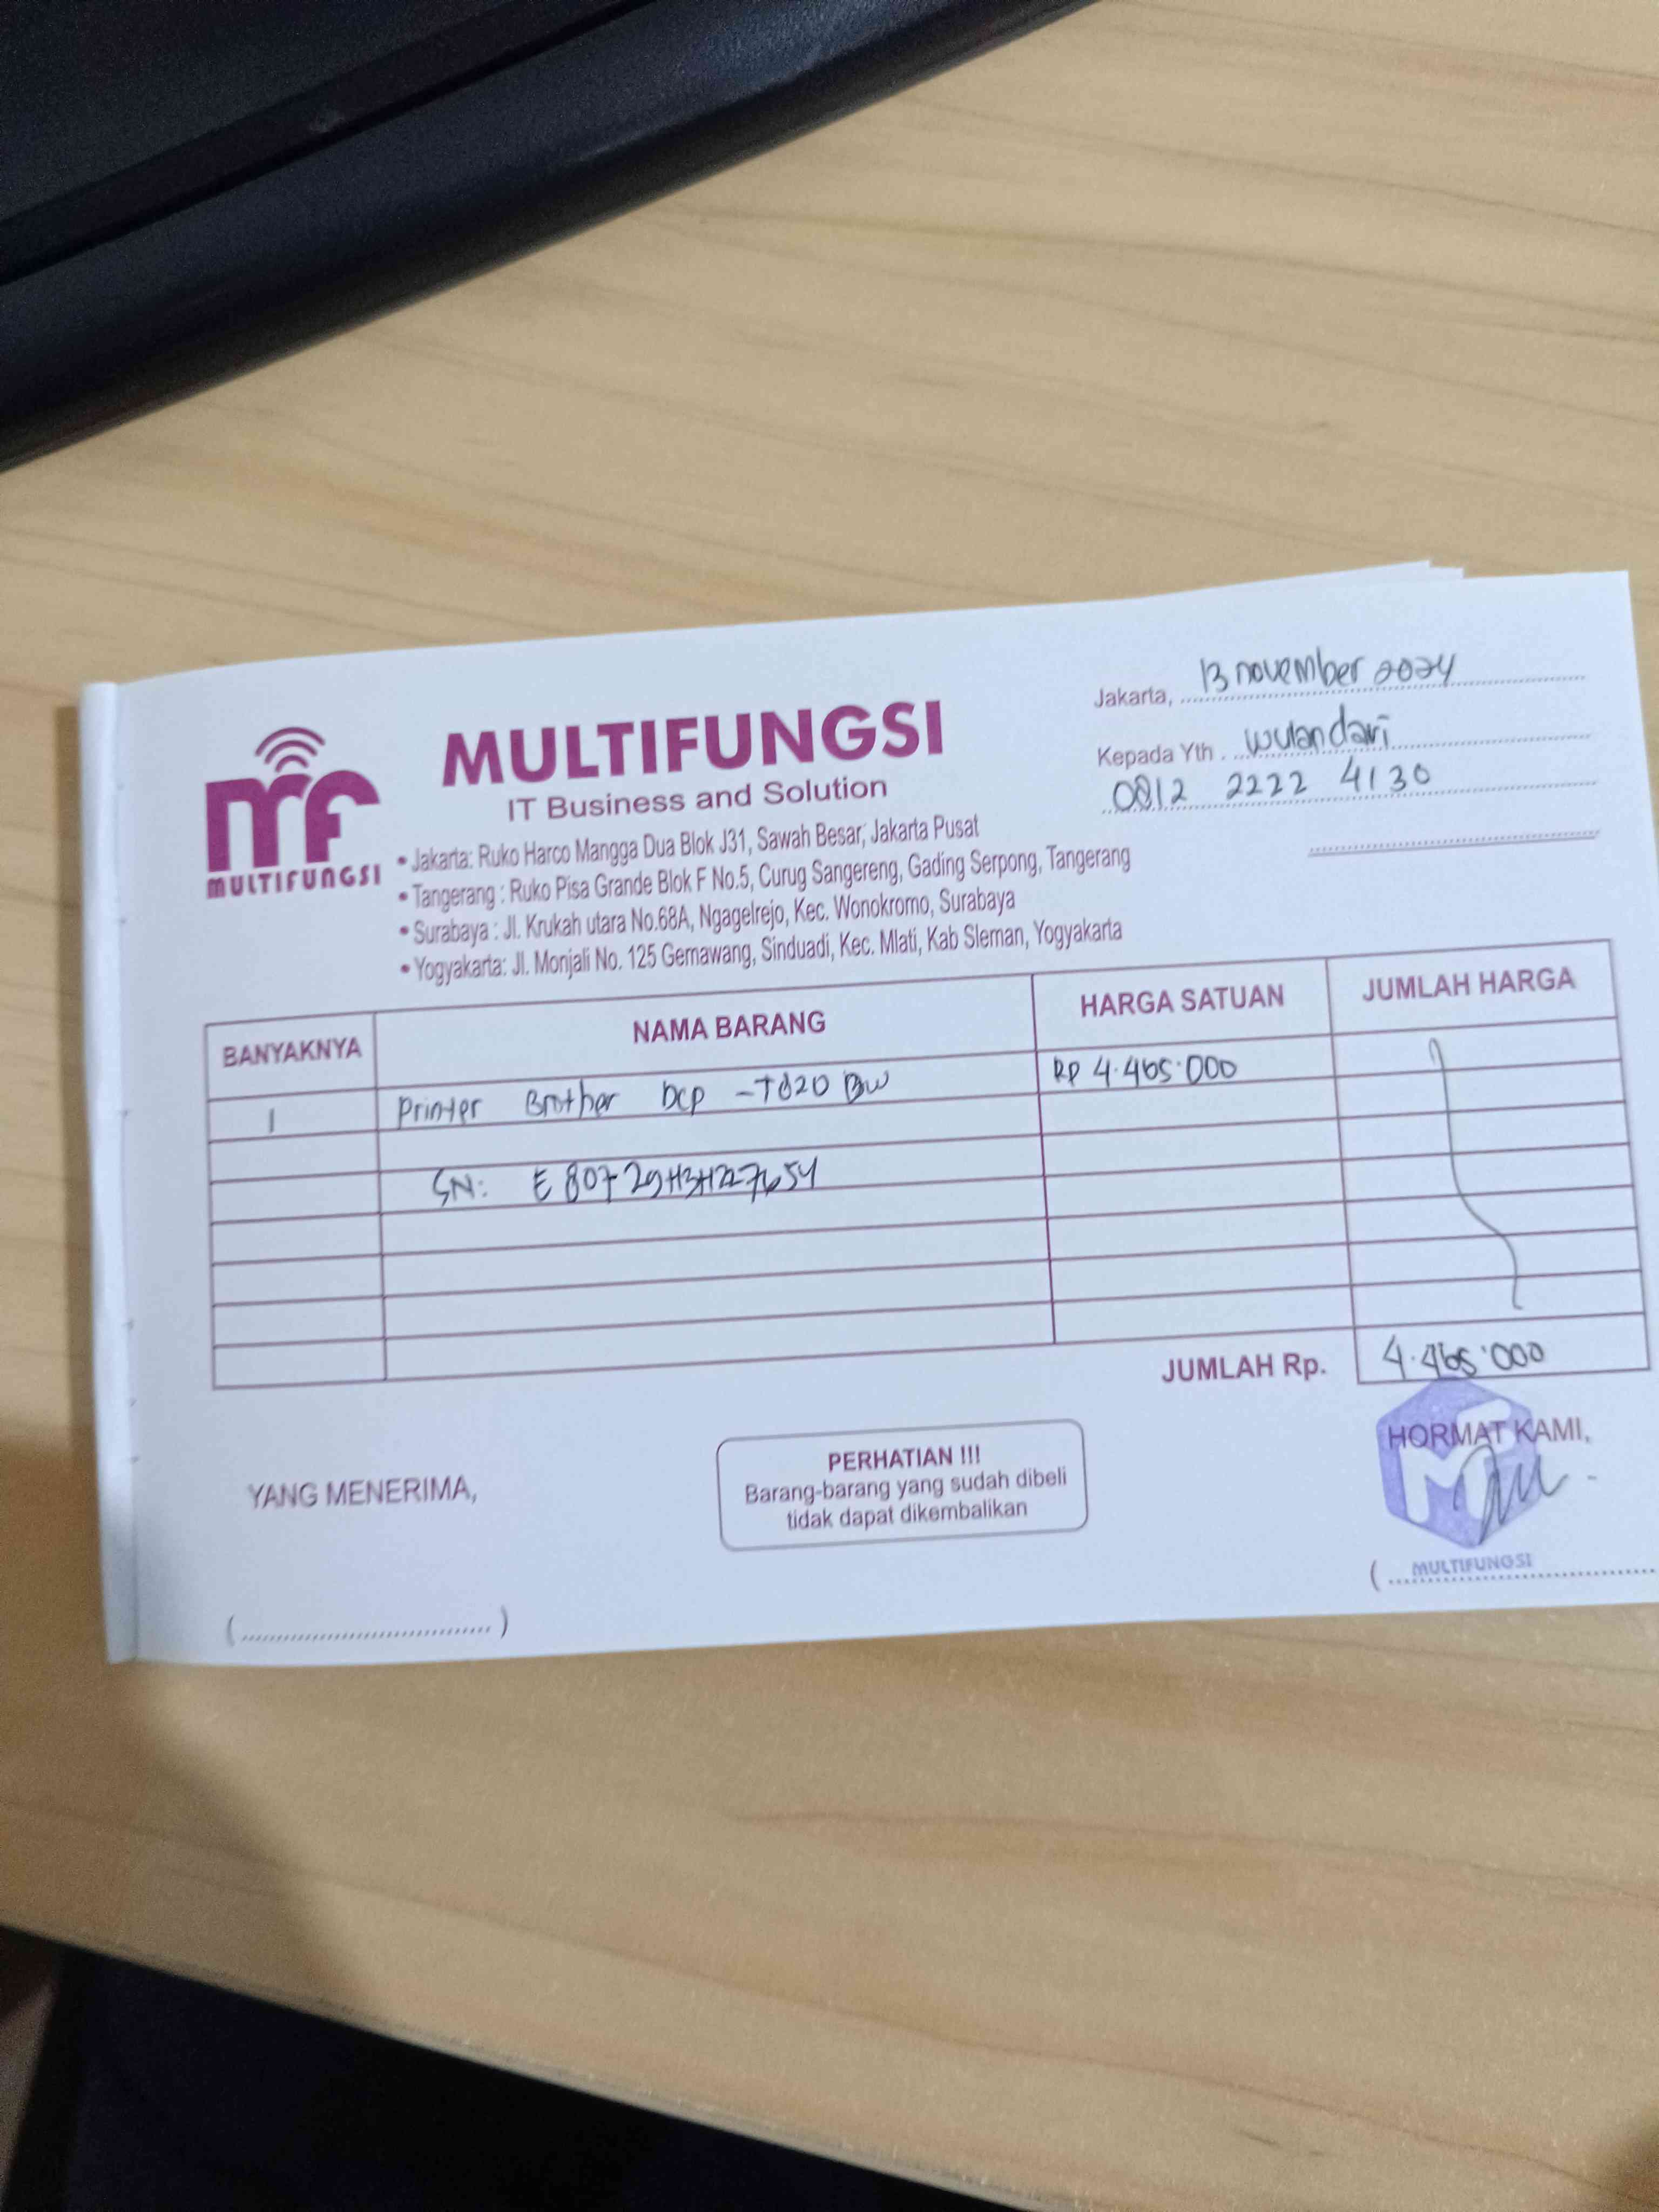 Jakarta, 13 november 2024
Kepada Yth . wulandari
0812 2222 4130
mf
MULTIFUNGSI
MULTIFUNGSI
IT Business and Solution
• Jakarta: Ruko Harco Mangga Dua Blok J31, Sawah Besar, Jakarta Pusat
• Tangerang : Ruko Pisa Grande Blok F No.5, Curug Sangereng, Gading Serpong, Tangerang
• Surabaya : Jl. Krukah utara No.68A, Ngagelrejo, Kec. Wonokromo, Surabaya
• Yogyakarta: Jl. Monjali No. 125 Gemawang, Sinduadi, Kec. Mlati, Kab Sleman, Yogyakarta
BANYAKNYA NAMA BARANG HARGA SATUAN JUMLAH HARGA
1 Printer Brother DCP -T820 DW RP 4.465.000
SN: E80729H3H227654
JUMLAH Rp. 4.465.000
YANG MENERIMA,
PERHATIAN !!!
Barang-barang yang sudah dibeli
tidak dapat dikembalikan
HORMAT KAMI,
MULTIFUNGSI